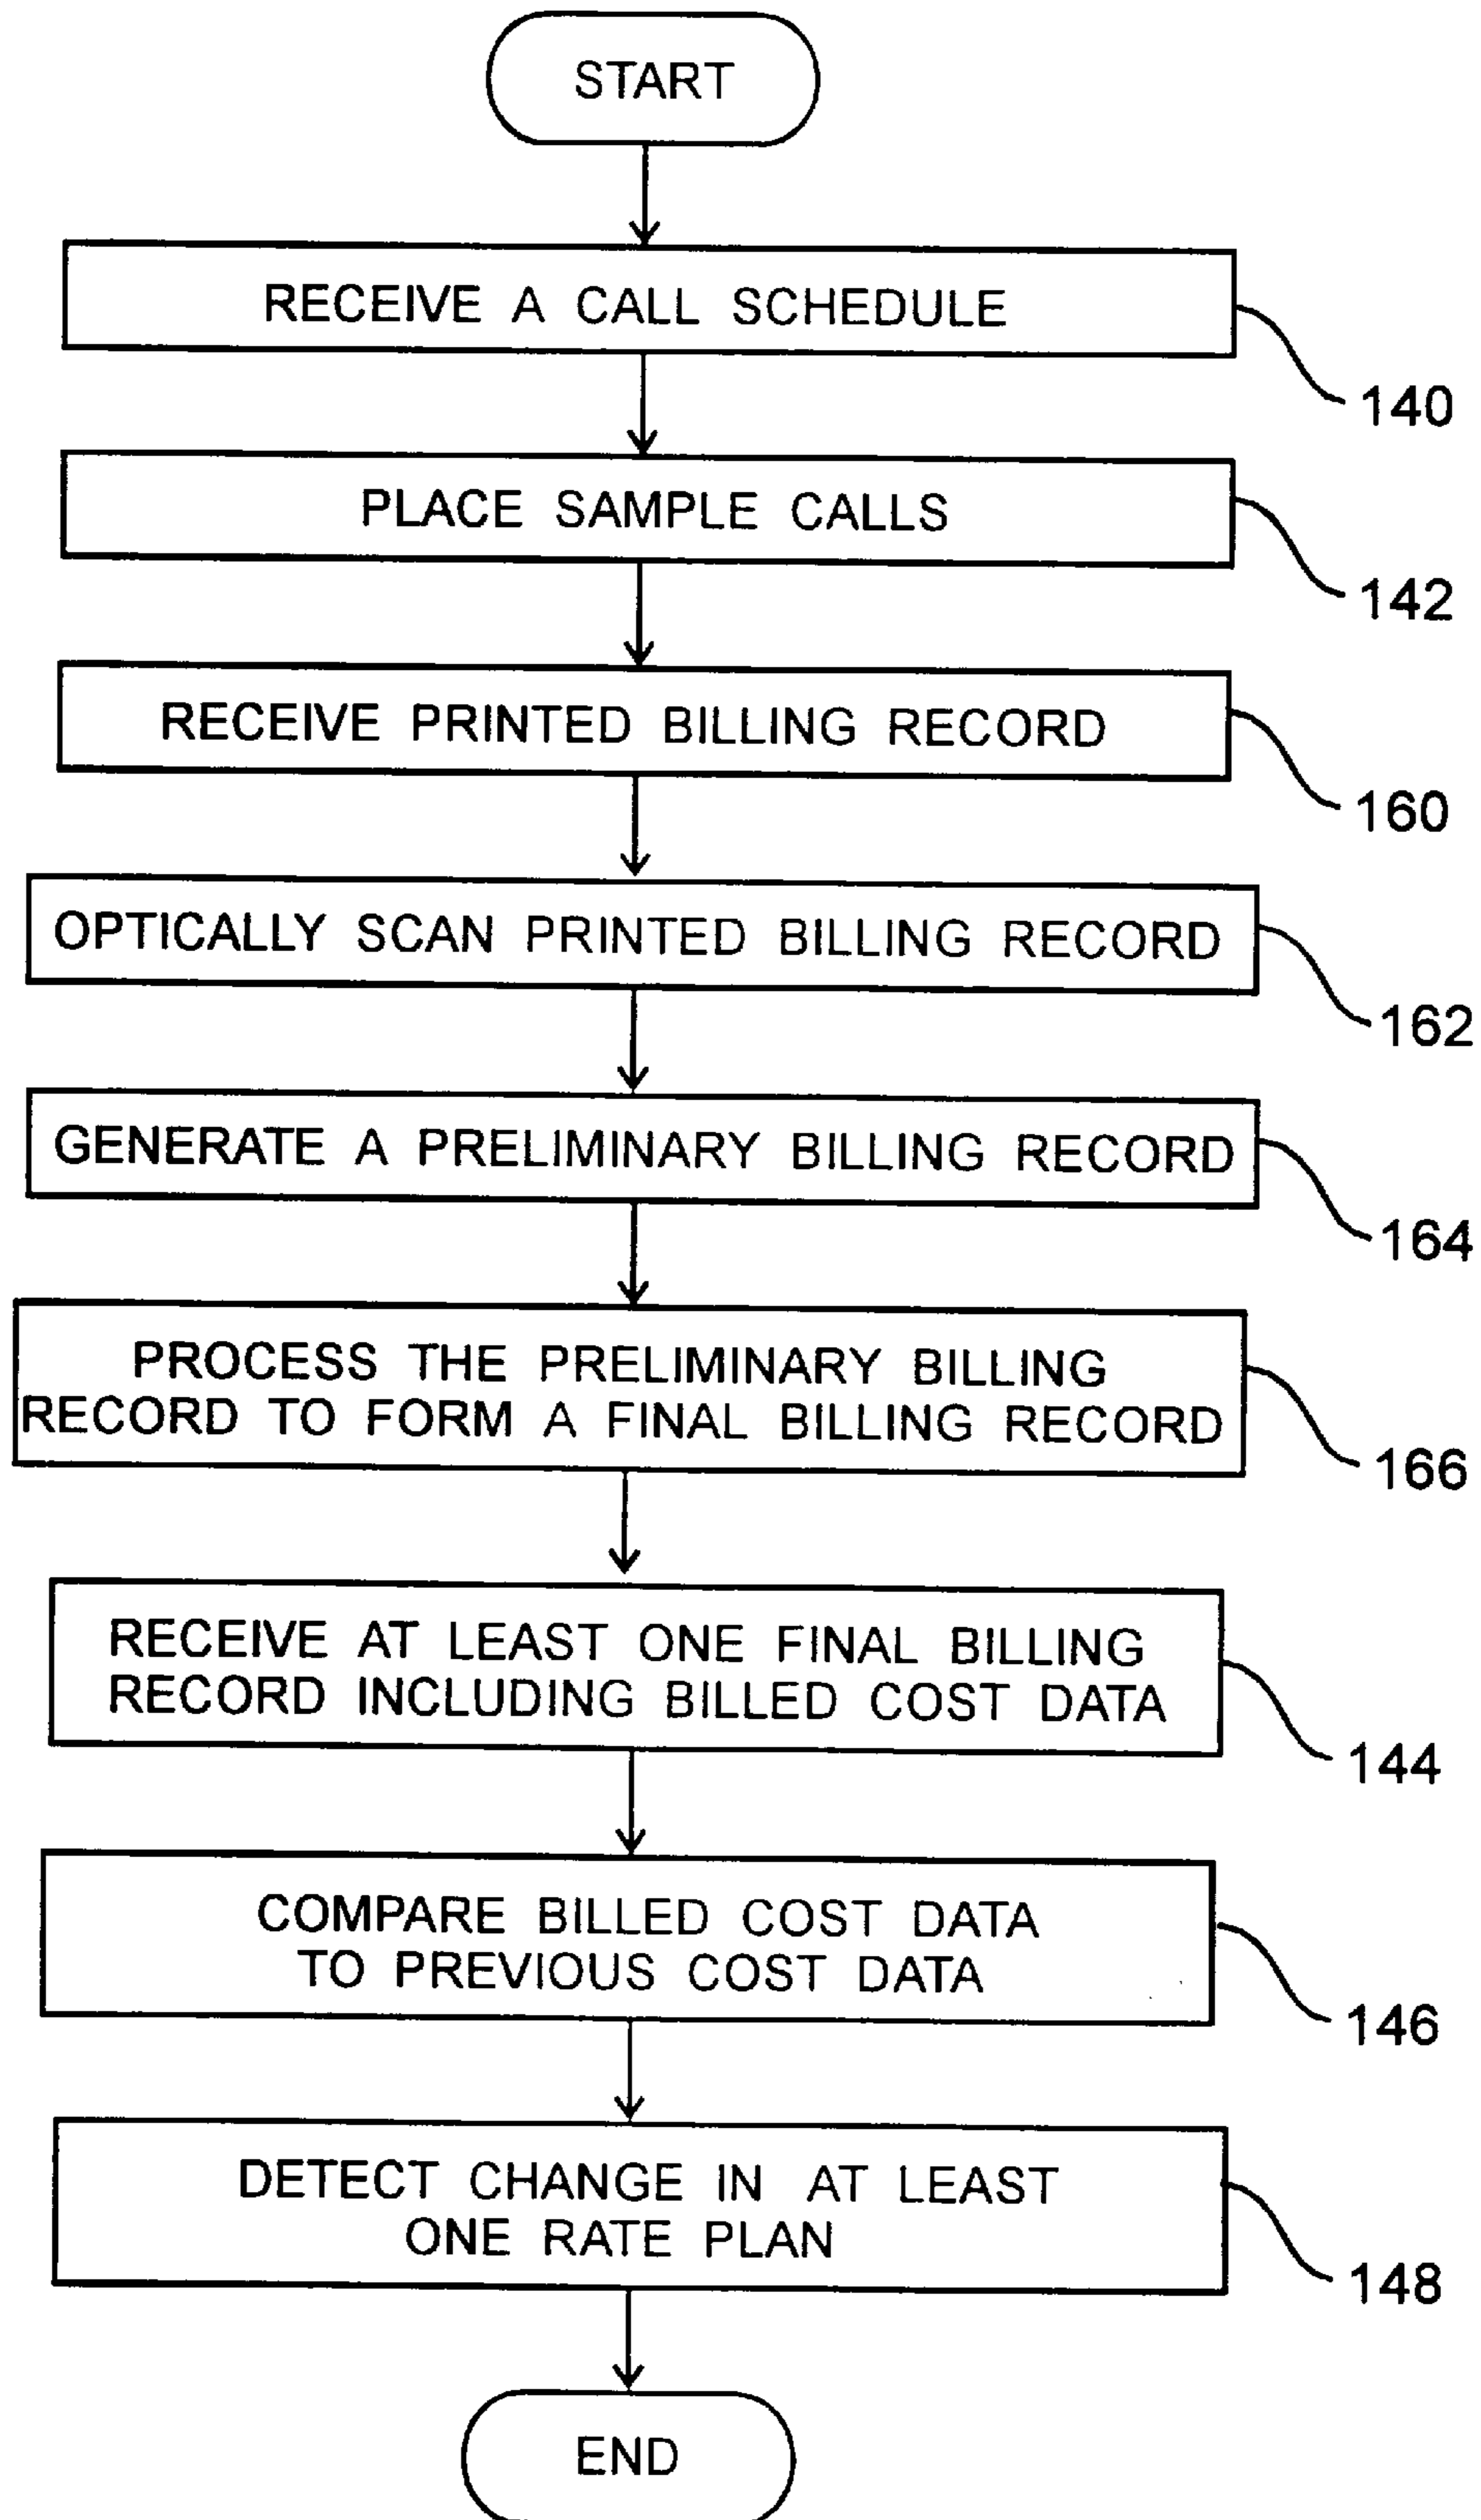 START
RECEIVE A CALL SCHEDULE
140
PLACE SAMPLE CALLS
142
RECEIVE PRINTED BILLING RECORD
160
OPTICALLY SCAN PRINTED BILLING RECORD
162
GENERATE A PRELIMINARY BILLING RECORD
164
PROCESS THE PRELIMINARY BILLING
RECORD TO FORM A FINAL BILLING RECORD
166
RECEIVE AT LEAST ONE FINAL BILLING
RECORD INCLUDING BILLED COST DATA
144
COMPARE BILLED COST DATA
TO PREVIOUS COST DATA
146
DETECT CHANGE IN AT LEAST
ONE RATE PLAN
148
END